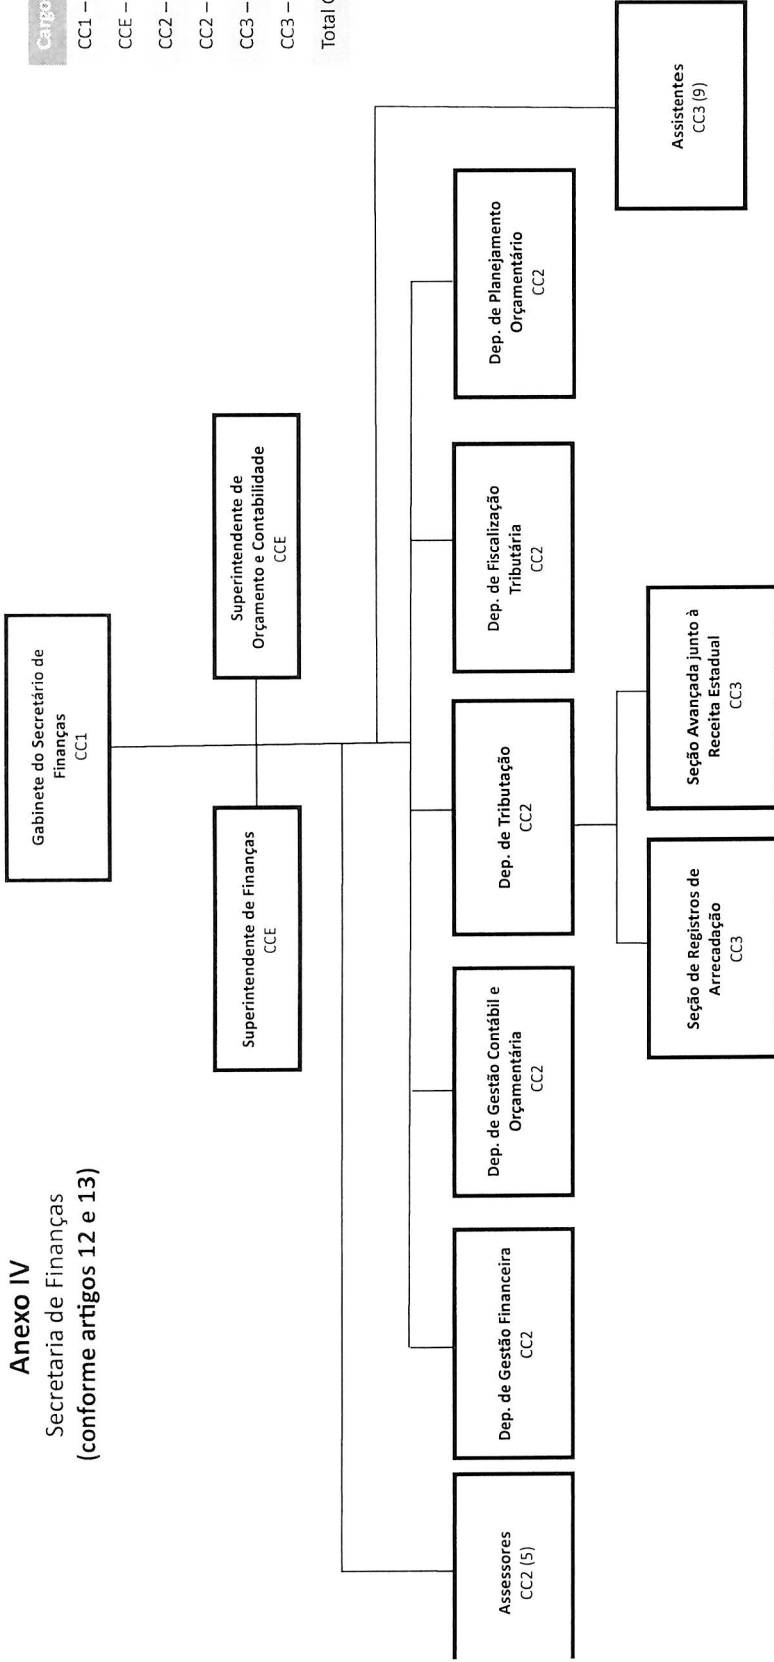 Anexo IV
Secretaria de Finanças
(conforme artigos 12 e 13)
Cargo
CC1 –
CCE –
CC2 –
CC2 –
CC3 –
CC3 –
Total
Gabinete do Secretário de
Finanças
CC1
Superintendente de Finanças
CCE
Superintendente de
Orçamento e Contabilidade
CCE
Assessores
CC2 (5)
Dep. de Gestão Financeira
CC2
Dep. de Gestão Contábil e
Orçamentária
CC2
Dep. de Tributação
CC2
Dep. de Fiscalização
Tributária
CC2
Dep. de Planejamento
Orçamentário
CC2
Assistentes
CC3 (9)
Seção de Registros de
Arrecadação
CC3
Seção Avançada junto à
Receita Estadual
CC3